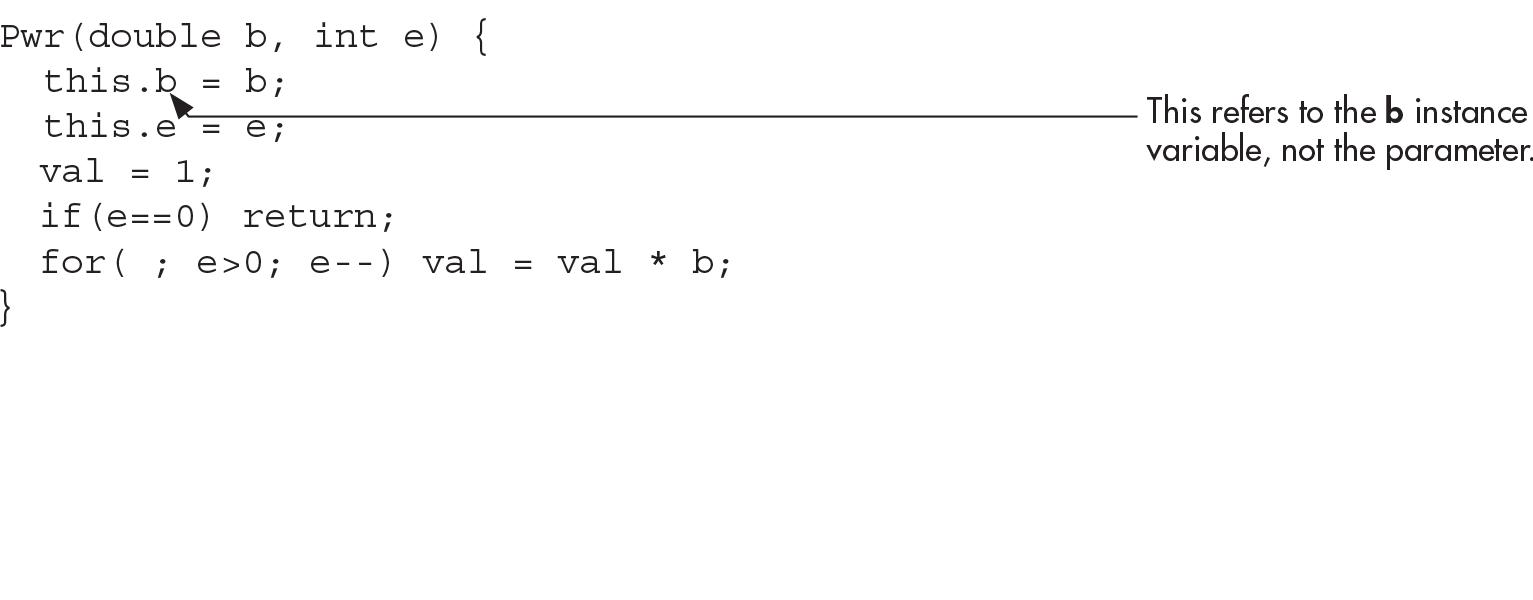 Pwr(double b, int e) {
  this.b = b;
  this.e = e;
  val = 1;
  if(e==0) return;
  for( ; e>0; e--) val = val * b;
}
This refers to the b instance
variable, not the parameter.